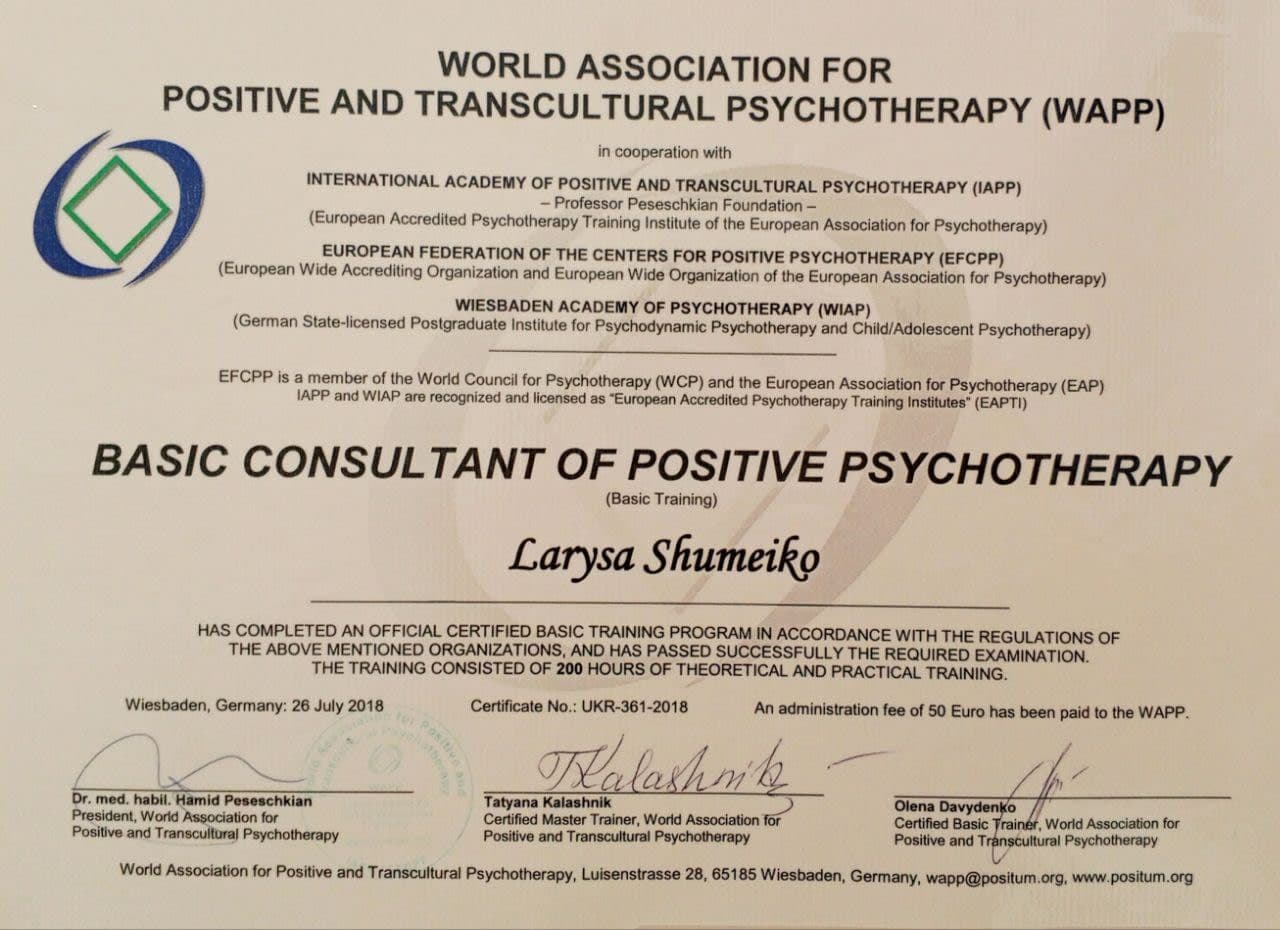 WORLD ASSOCIATION FOR
POSITIVE AND TRANSCULTURAL PSYCHOTHERAPY (WAPP)
in cooperation with
INTERNATIONAL ACADEMY OF POSITIVE AND TRANSCULTURAL PSYCHOTHERAPY (IAPP)
– Professor Peseschkian Foundation –
(European Accredited Psychotherapy Training Institute of the European Association for Psychotherapy)
EUROPEAN FEDERATION OF THE CENTERS FOR POSITIVE PSYCHOTHERAPY (EFCPP)
(European Wide Accrediting Organization and European Wide Organization of the European Association for Psychotherapy)
WIESBADEN ACADEMY OF PSYCHOTHERAPY (WIAP)
(German State-licensed Postgraduate Institute for Psychodynamic Psychotherapy and Child/Adolescent Psychotherapy)
EFCPP is a member of the World Council for Psychotherapy (WCP) and the European Association for Psychotherapy (EAP)
IAPP and WIAP are recognized and licensed as “European Accredited Psychotherapy Training Institutes” (EAPTI)
BASIC CONSULTANT OF POSITIVE PSYCHOTHERAPY
(Basic Training)
Larysa Shumeiko
HAS COMPLETED AN OFFICIAL CERTIFIED BASIC TRAINING PROGRAM IN ACCORDANCE WITH THE REGULATIONS OF
THE ABOVE MENTIONED ORGANIZATIONS, AND HAS PASSED SUCCESSFULLY THE REQUIRED EXAMINATION.
THE TRAINING CONSISTED OF 200 HOURS OF THEORETICAL AND PRACTICAL TRAINING.
Wiesbaden, Germany: 26 July 2018 Certificate No.: UKR-361-2018 An administration fee of 50 Euro has been paid to the WAPP.
TKalashnik
Dr. med. habil. Hamid Peseschkian
President, World Association for
Positive and Transcultural Psychotherapy
Tatyana Kalashnik
Certified Master Trainer, World Association for
Positive and Transcultural Psychotherapy
Olena Davydenko
Certified Basic Trainer, World Association for
Positive and Transcultural Psychotherapy
World Association for Positive and Transcultural Psychotherapy, Luisenstrasse 28, 65185 Wiesbaden, Germany, wapp@positum.org, www.positum.org